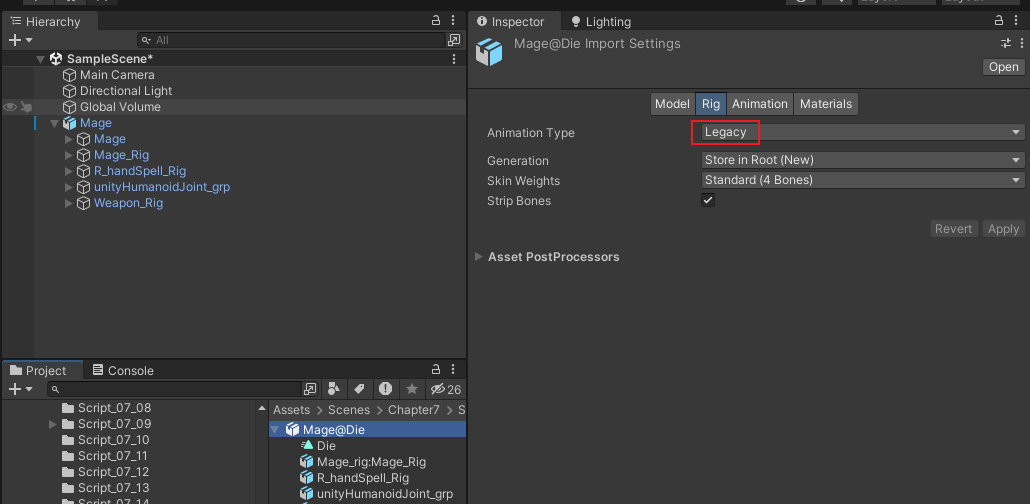 Hierarchy
All
SampleScene*
Main Camera
Directional Light
Global Volume
Mage
Mage
Mage_Rig
R_handSpell_Rig
unityHumanoidJoint_grp
Weapon_Rig
Project
Console
26
Script_07_08
Script_07_09
Script_07_10
Script_07_11
Script_07_12
Script_07_13
Assets > Scenes > Chapter7 > S
Mage@Die
Die
Mage_rig:Mage_Rig
R_handSpell_Rig
unityHumanoidJoint_grp
Inspector
Lighting
Mage@Die Import Settings
Open
Model Rig Animation Materials
Animation Type Legacy
Generation Store in Root (New)
Skin Weights Standard (4 Bones)
Strip Bones
Revert Apply
Asset PostProcessors